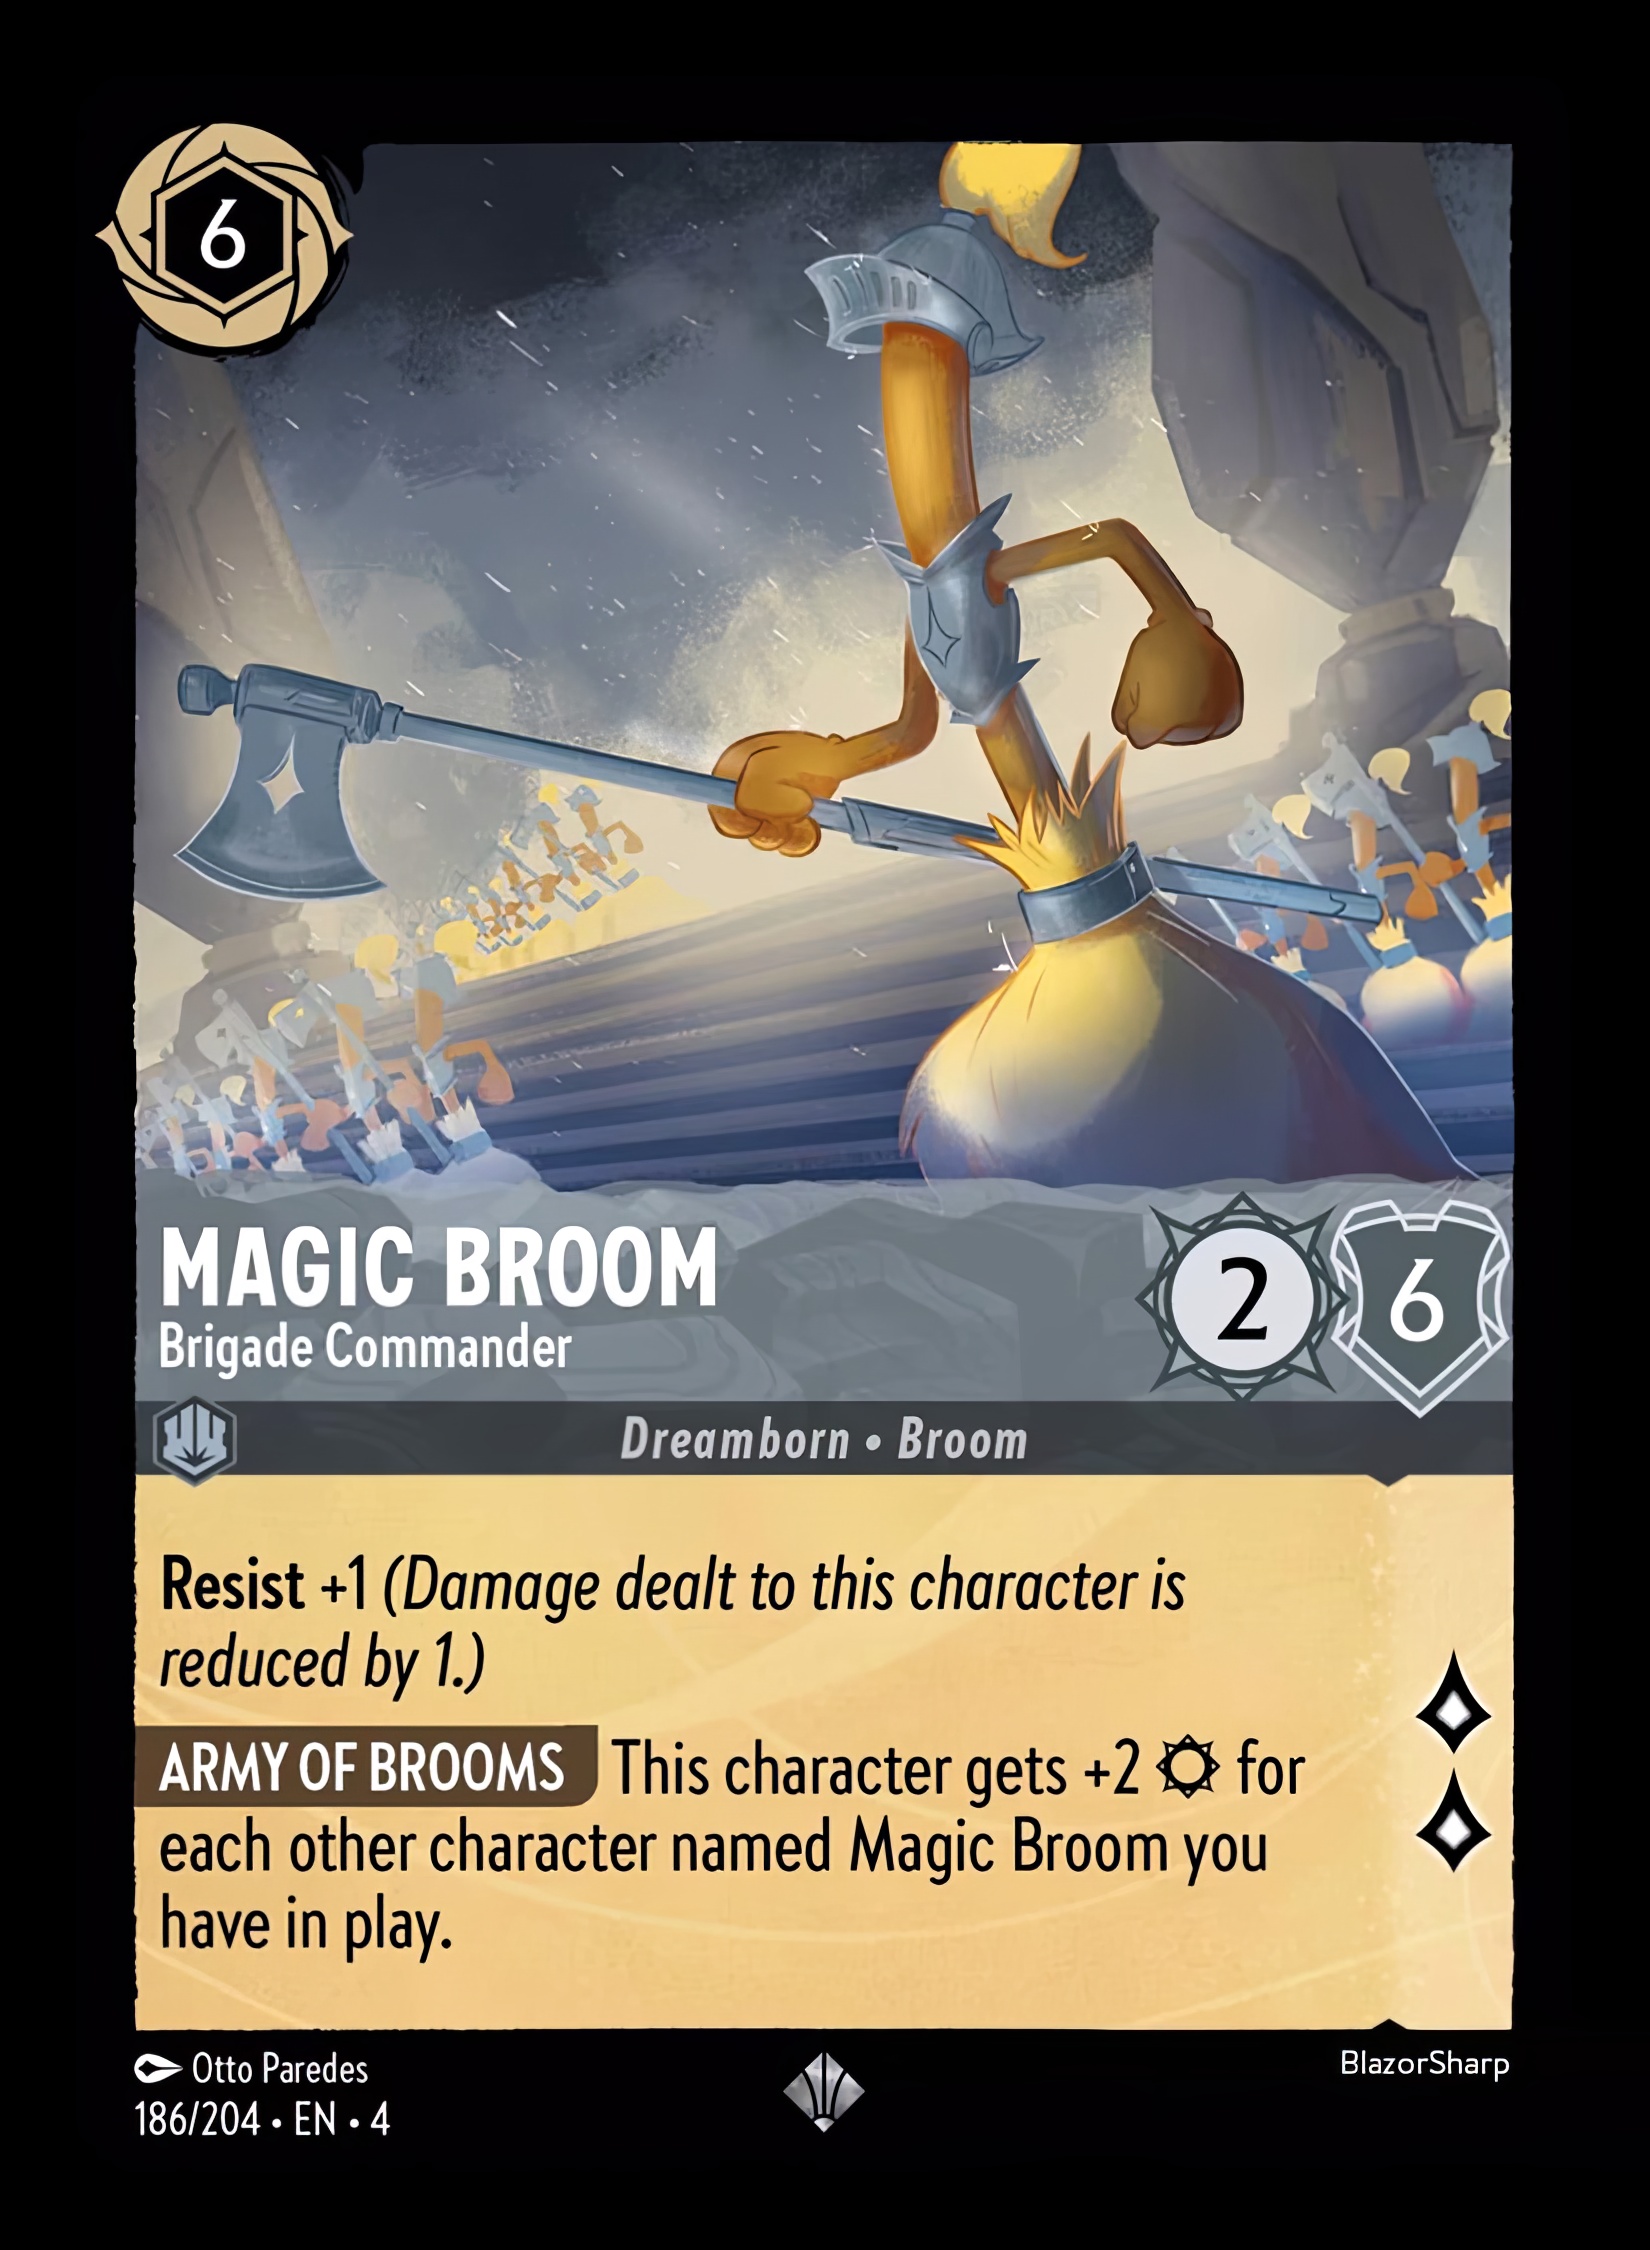 6
MAGIC BROOM
Brigade Commander
2
6
Dreamborn • Broom
Resist +1 (Damage dealt to this character is
reduced by 1.)
ARMY OF BROOMS This character gets +2 for
each other character named Magic Broom you
have in play.
Otto Paredes
186/204 • EN • 4
BlazorSharp